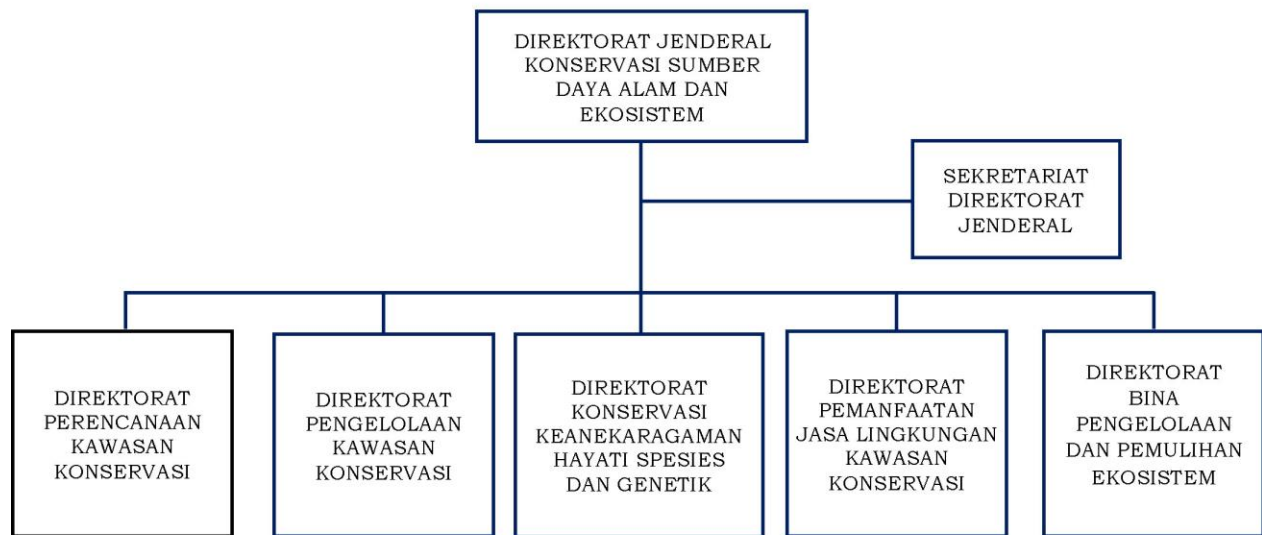 DIREKTORAT JENDERAL
KONSERVASI SUMBER
DAYA ALAM DAN
EKOSISTEM
SEKRETARIAT
DIREKTORAT
JENDERAL
DIREKTORAT
PERENCANAAN
KAWASAN
KONSERVASI
DIREKTORAT
PENGELOLAAN
KAWASAN
KONSERVASI
DIREKTORAT
KONSERVASI
KEANEKARAGAMAN
HAYATI SPESIES
DAN GENETIK
DIREKTORAT
PEMANFAATAN
JASA LINGKUNGAN
KAWASAN
KONSERVASI
DIREKTORAT
BINA
PENGELOLAAN
DAN PEMULIHAN
EKOSISTEM